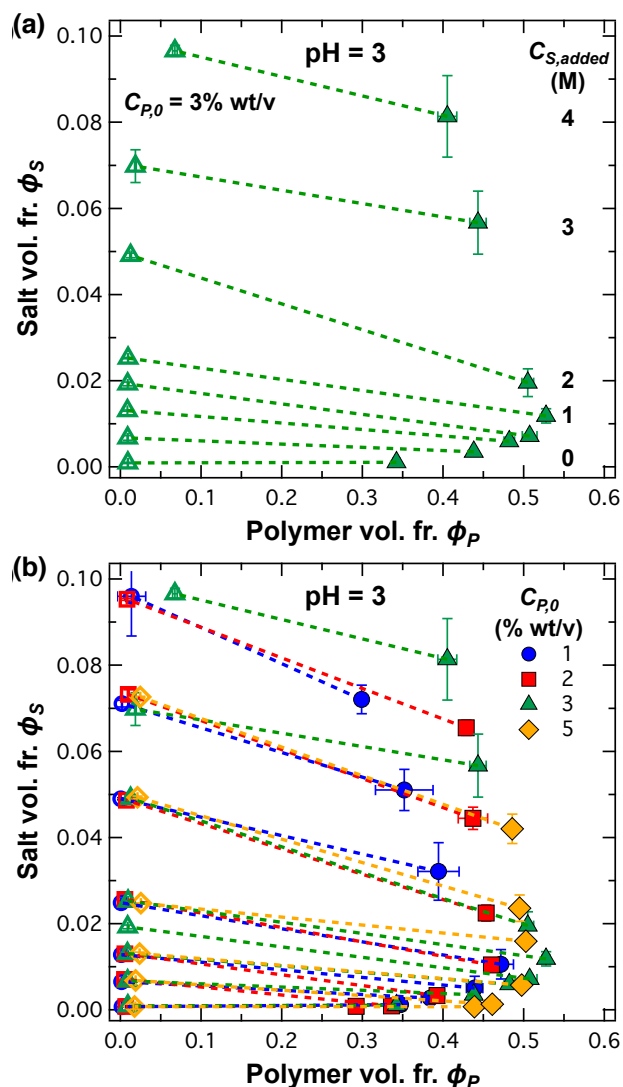 (a)
pH = 3
C_S,added
(M)
C_P,0 = 3% wt/v
4
3
2
1
0
0.10
0.08
0.06
0.04
0.02
0.00
Salt vol. fr. ϕ_S
0.0 0.1 0.2 0.3 0.4 0.5 0.6
Polymer vol. fr. ϕ_P
(b)
pH = 3
C_P,0
(% wt/v)
1
2
3
5
0.10
0.08
0.06
0.04
0.02
0.00
Salt vol. fr. ϕ_S
0.0 0.1 0.2 0.3 0.4 0.5 0.6
Polymer vol. fr. ϕ_P